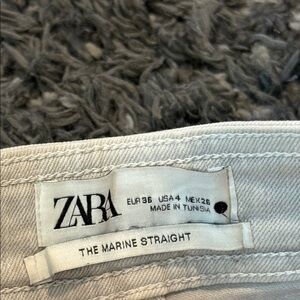 ZARA
EUR 36 USA 4 MEX 26
MADE IN TUNISIA
THE MARINE STRAIGHT